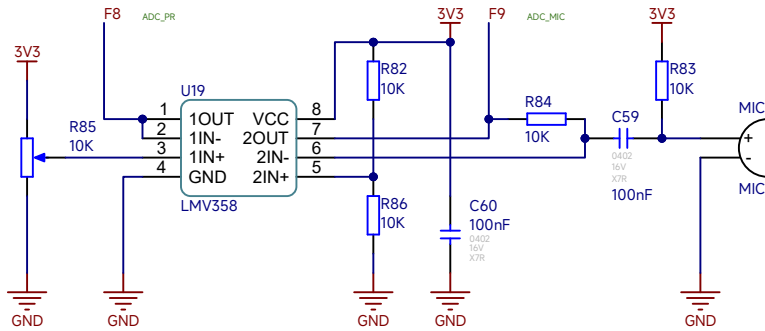 F8
ADC_PR
3V3
F9
ADC_MIC
3V3
3V3
U19
R82
10K
R83
10K
R84
10K
C59
0402
16V
X7R
100nF
MIC
+
-
MIC
1
2
3
4
1OUT
1IN-
1IN+
GND
VCC
2OUT
2IN-
2IN+
8
7
6
5
R85
10K
LMV358
R86
10K
C60
100nF
0402
16V
X7R
GND
GND
GND
GND
GND